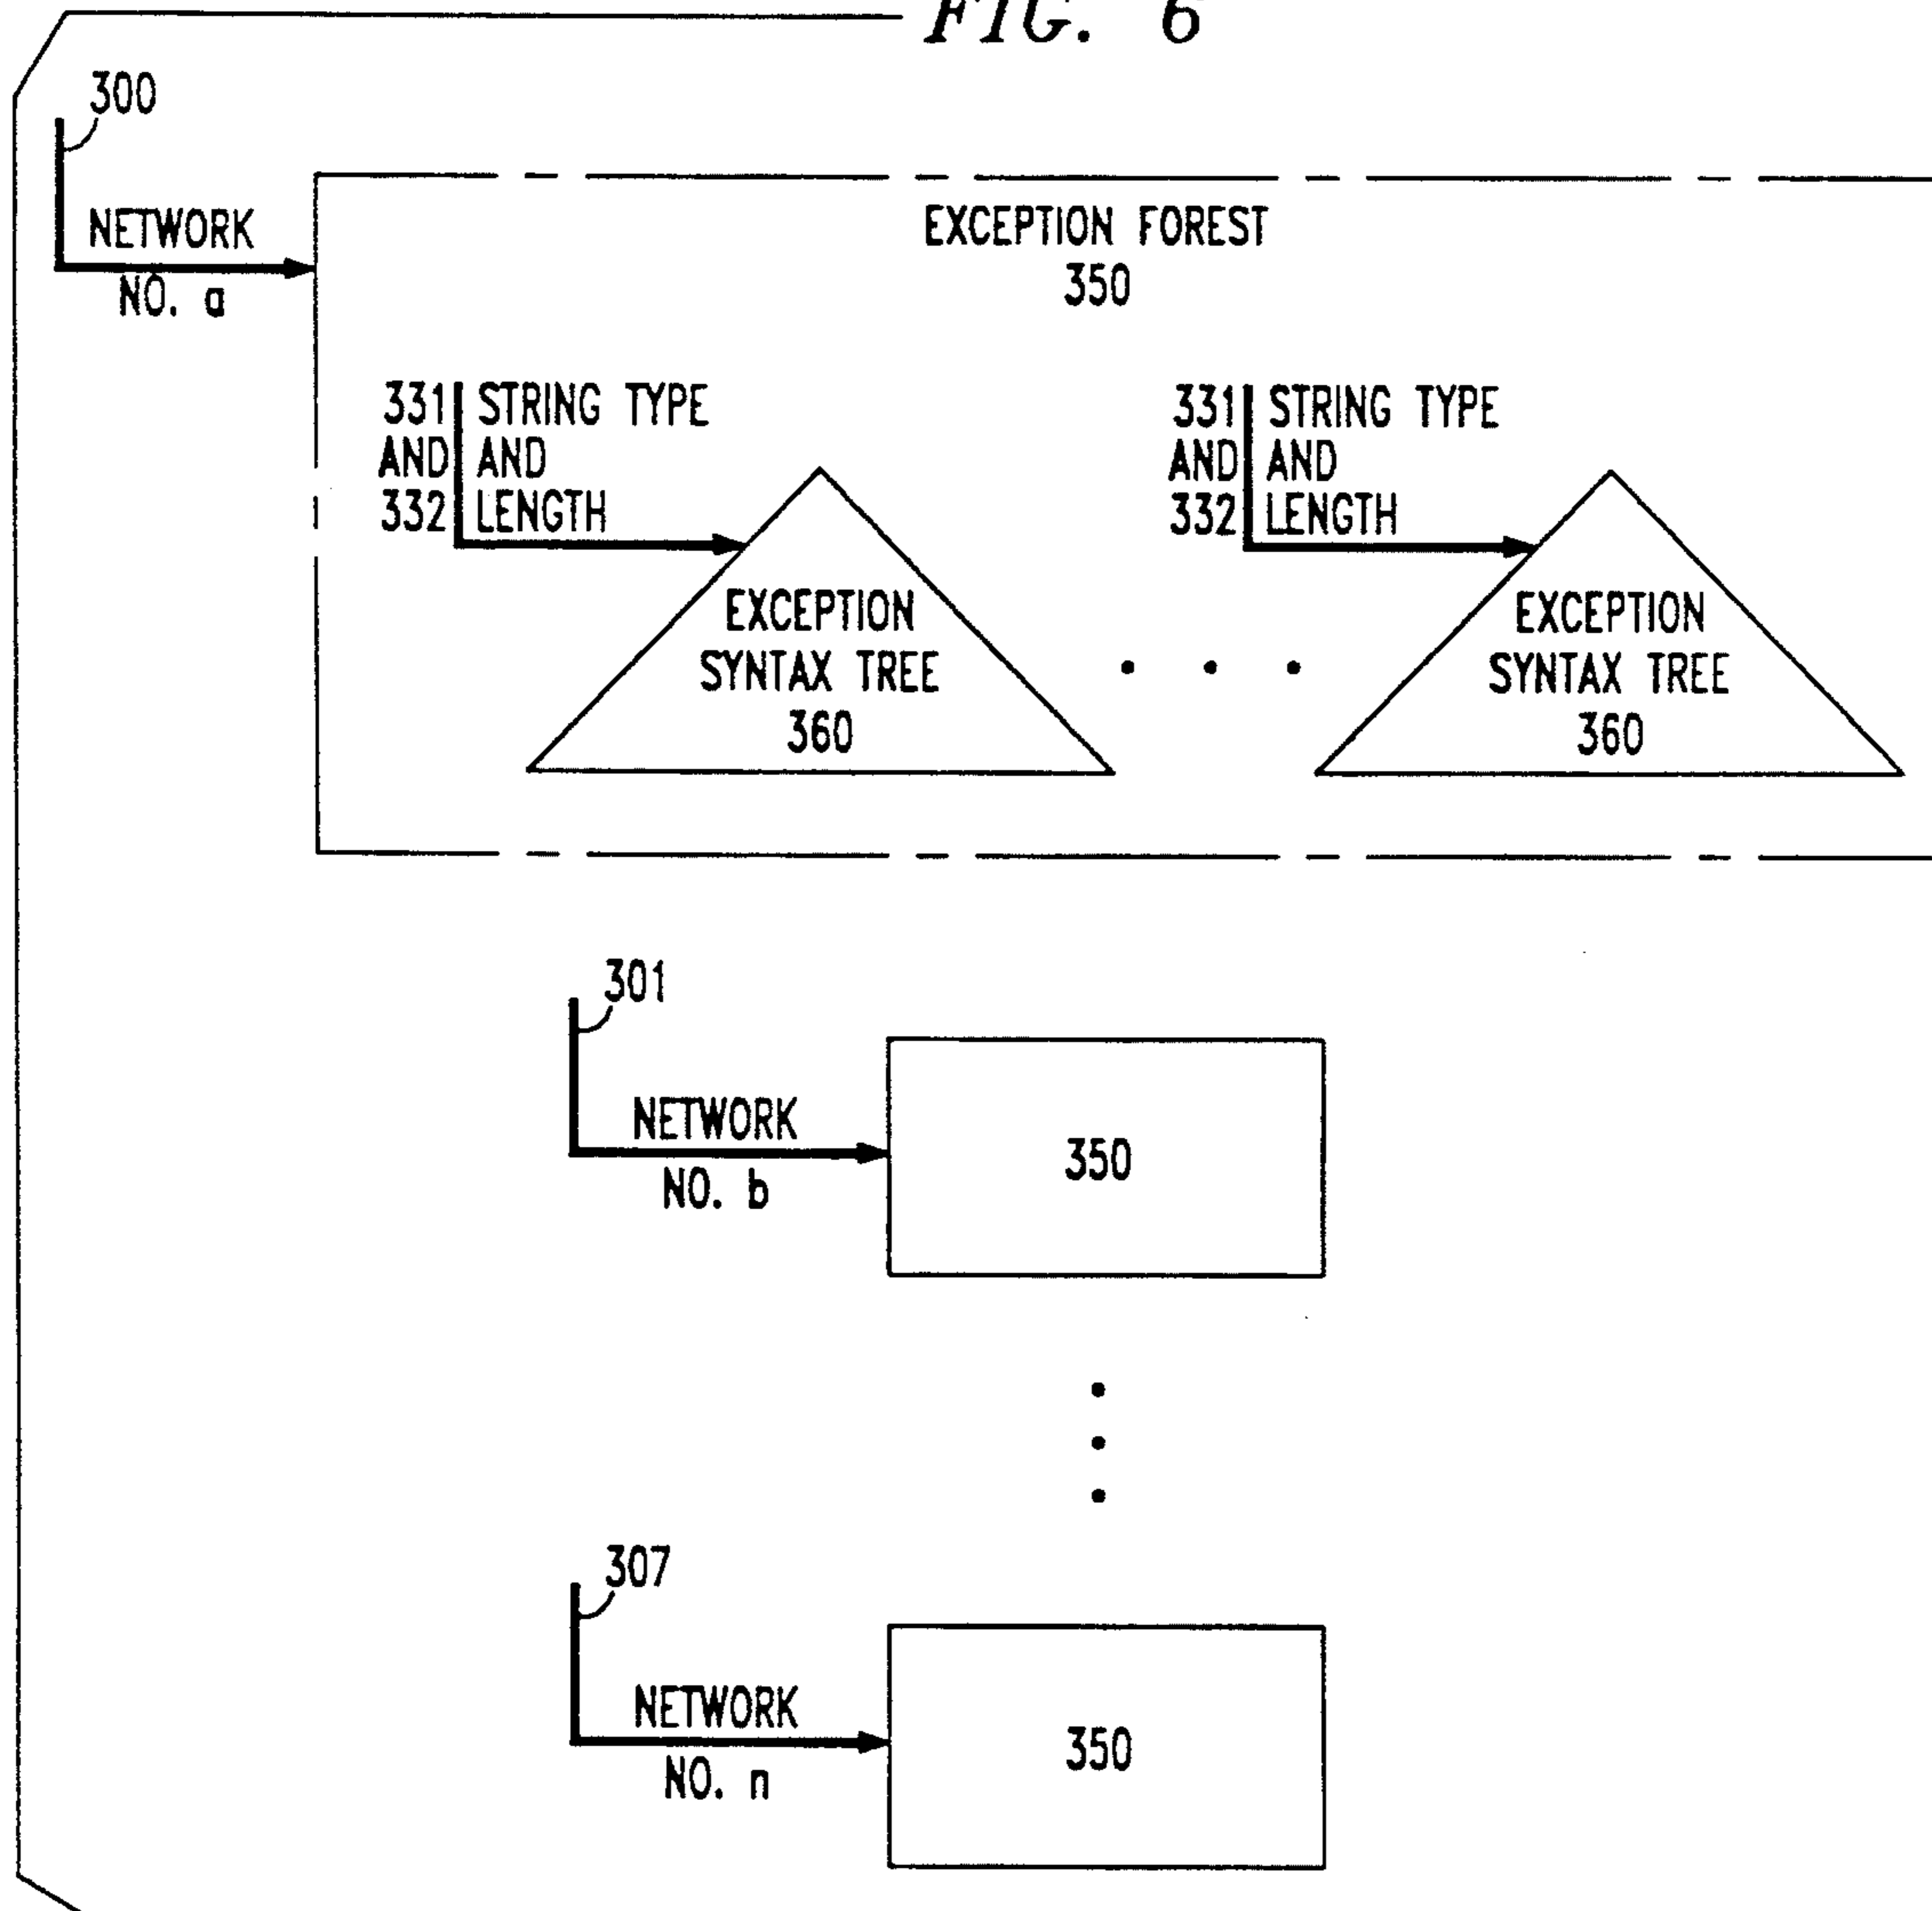 FIG. 6
300
NETWORK
NO. a
EXCEPTION FOREST
350
331 STRING TYPE
AND AND
332 LENGTH
EXCEPTION
SYNTAX TREE
360
. . .
331 STRING TYPE
AND AND
332 LENGTH
EXCEPTION
SYNTAX TREE
360
301
NETWORK
NO. b
350
307
NETWORK
NO. n
350